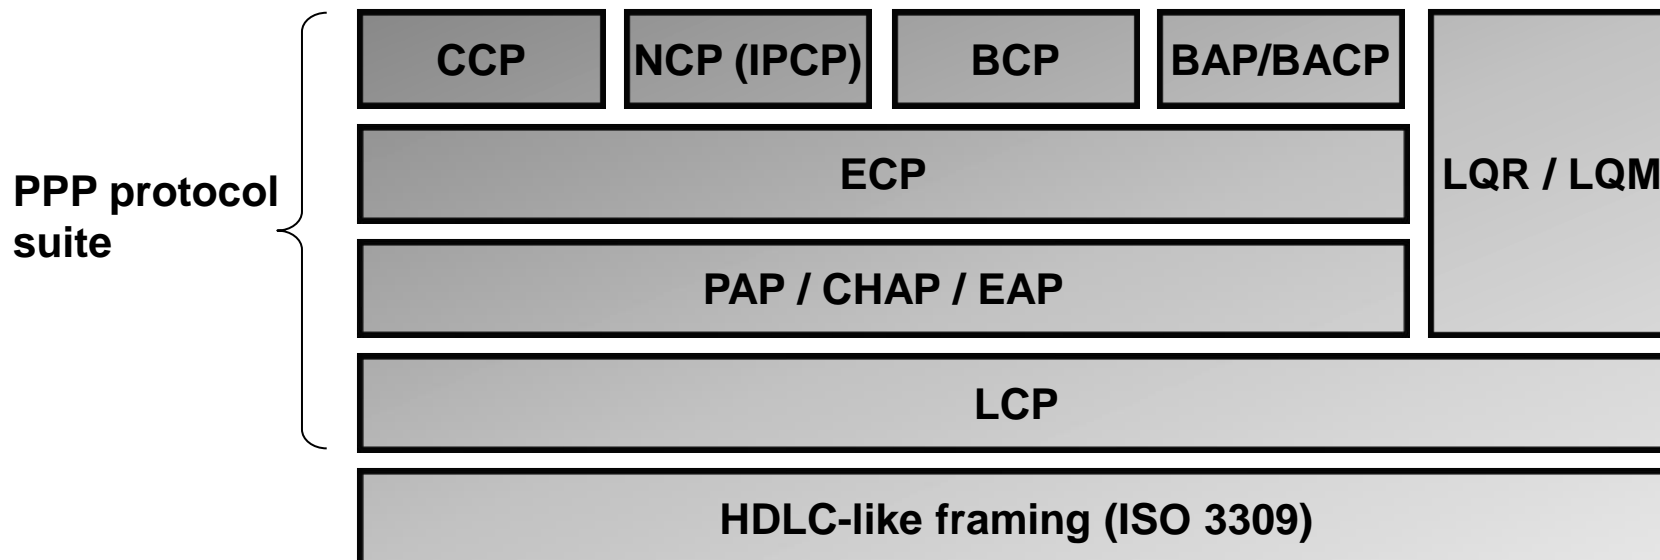 CCP
NCP (IPCP)
BCP
BAP/BACP
ECP
LQR / LQM
PPP protocol
suite
PAP / CHAP / EAP
LCP
HDLC-like framing (ISO 3309)